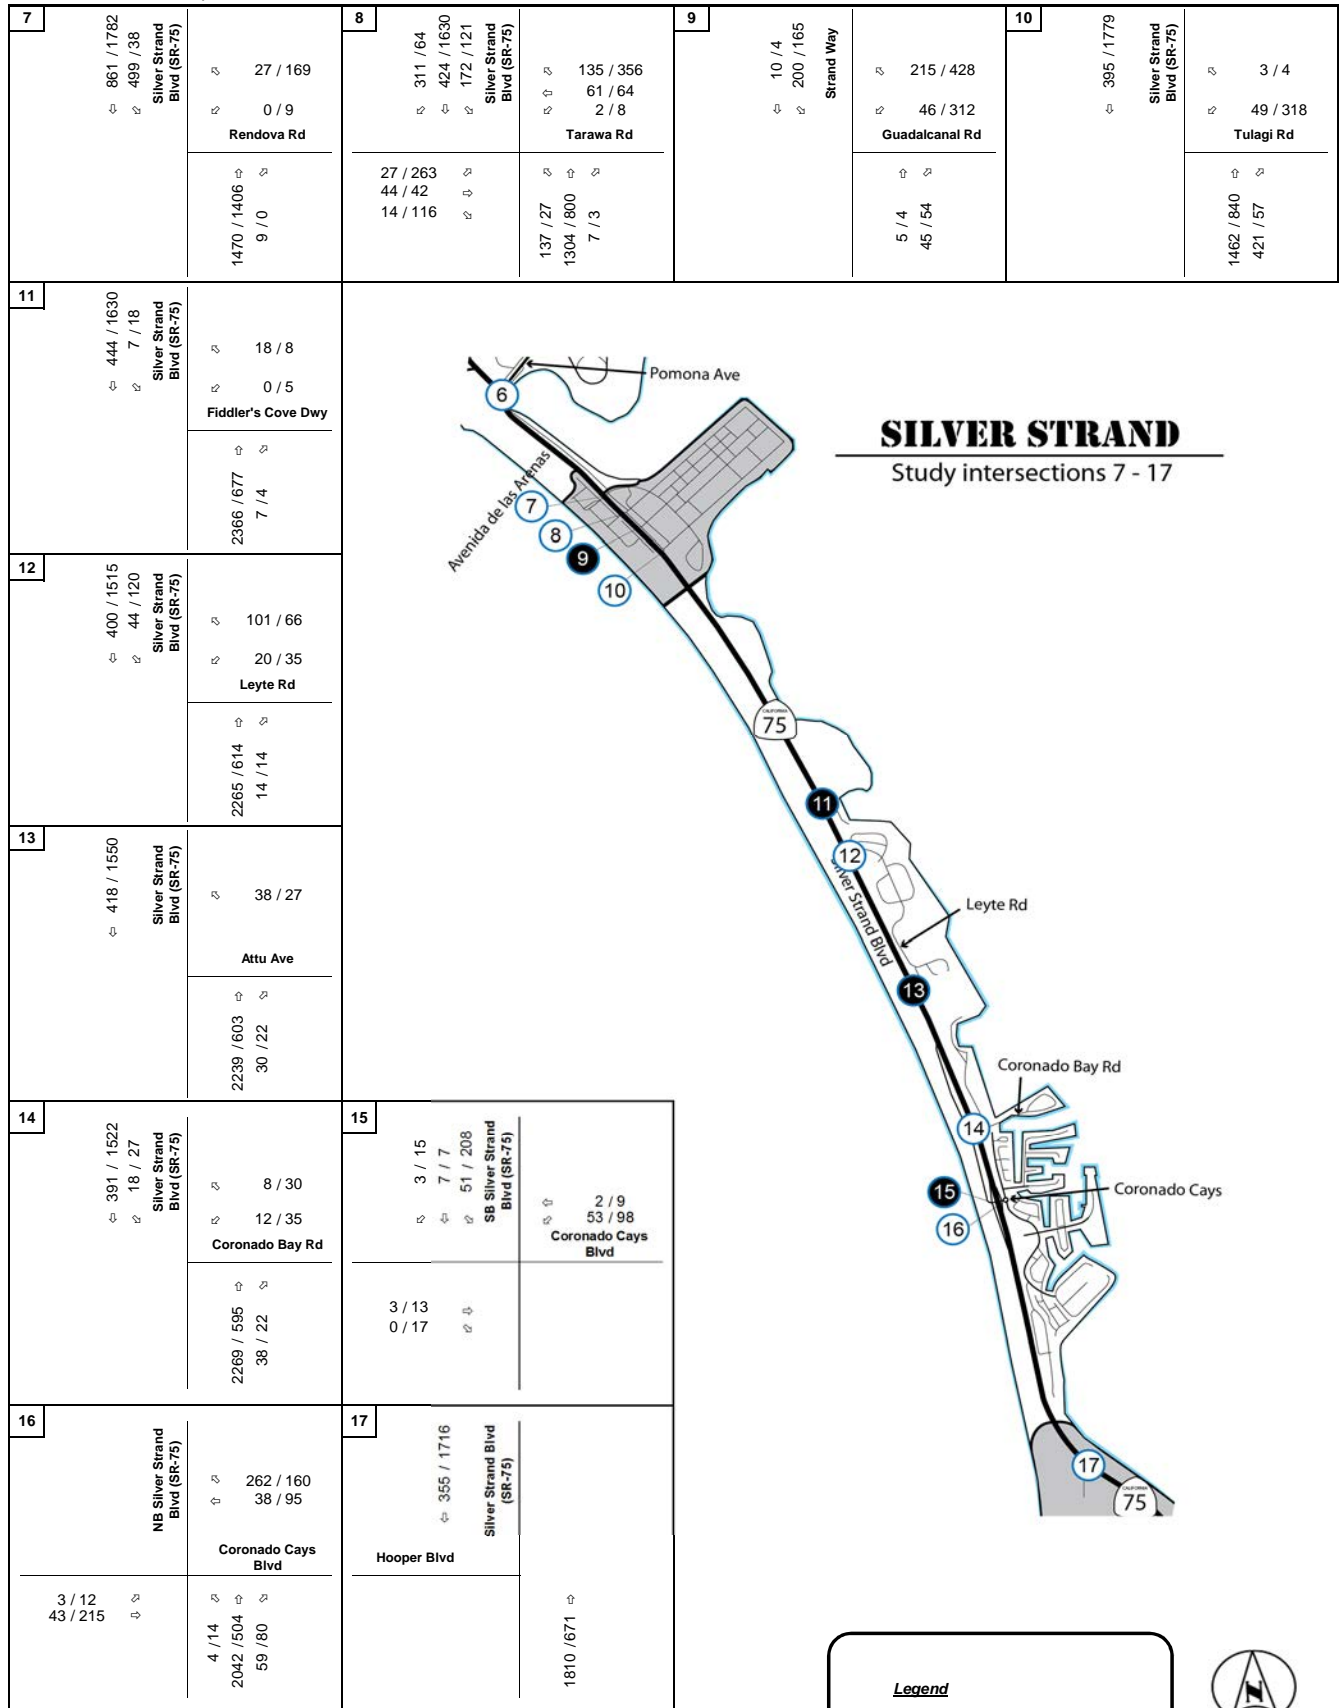 7
861 / 1782
499 / 38
Silver Strand
Blvd (SR-75)
27 / 169
0 / 9
Rendova Rd
1470 / 1406
9 / 0
8
311 / 64
424 / 1630
172 / 121
Silver Strand
Blvd (SR-75)
135 / 356
61 / 64
2 / 8
Tarawa Rd
27 / 263
44 / 42
14 / 116
137 / 27
1304 / 800
7 / 3
9
10 / 4
200 / 165
Strand Way
215 / 428
46 / 312
Guadalcanal Rd
5 / 4
45 / 54
10
395 / 1779
Silver Strand
Blvd (SR-75)
3 / 4
49 / 318
Tulagi Rd
1462 / 840
421 / 57
11
444 / 1630
7 / 18
Silver Strand
Blvd (SR-75)
18 / 8
0 / 5
Fiddler's Cove Dwy
2366 / 677
7 / 4
12
400 / 1515
44 / 120
Silver Strand
Blvd (SR-75)
101 / 66
20 / 35
Leyte Rd
2265 / 614
14 / 14
13
418 / 1550
Silver Strand
Blvd (SR-75)
38 / 27
Attu Ave
2239 / 603
30 / 22
14
391 / 1522
18 / 27
Silver Strand
Blvd (SR-75)
8 / 30
12 / 35
Coronado Bay Rd
2269 / 595
38 / 22
15
3 / 15
7 / 7
51 / 208
SB Silver Strand
Blvd (SR-75)
2 / 9
53 / 98
Coronado Cays
Blvd
3 / 13
0 / 17
16
NB Silver Strand
Blvd (SR-75)
262 / 160
38 / 95
Coronado Cays
Blvd
3 / 12
43 / 215
4 / 14
2042 / 504
59 / 80
17
355 / 1716
Silver Strand Blvd
(SR-75)
Hooper Blvd
1810 / 671
SILVER STRAND
Study intersections 7 - 17
Pomona Ave
6
Avenida de las Arenas
7
8
9
10
CALIFORNIA
75
11
12
Silver Strand Blvd
Leyte Rd
13
Coronado Bay Rd
14
15
Coronado Cays
16
17
CALIFORNIA
75
Legend
N